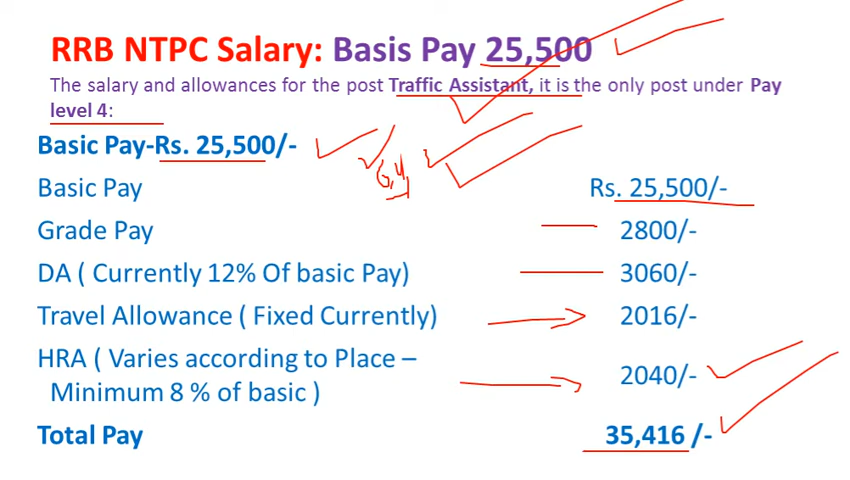 RRB NTPC Salary: Basis Pay 25,500
The salary and allowances for the post Traffic Assistant, it is the only post under Pay
level 4:
Basic Pay-Rs. 25,500/-
Basic Pay Rs. 25,500/-
Grade Pay 2800/-
DA ( Currently 12% Of basic Pay) 3060/-
Travel Allowance ( Fixed Currently) 2016/-
HRA ( Varies according to Place –
Minimum 8 % of basic ) 2040/-
Total Pay 35,416 /-